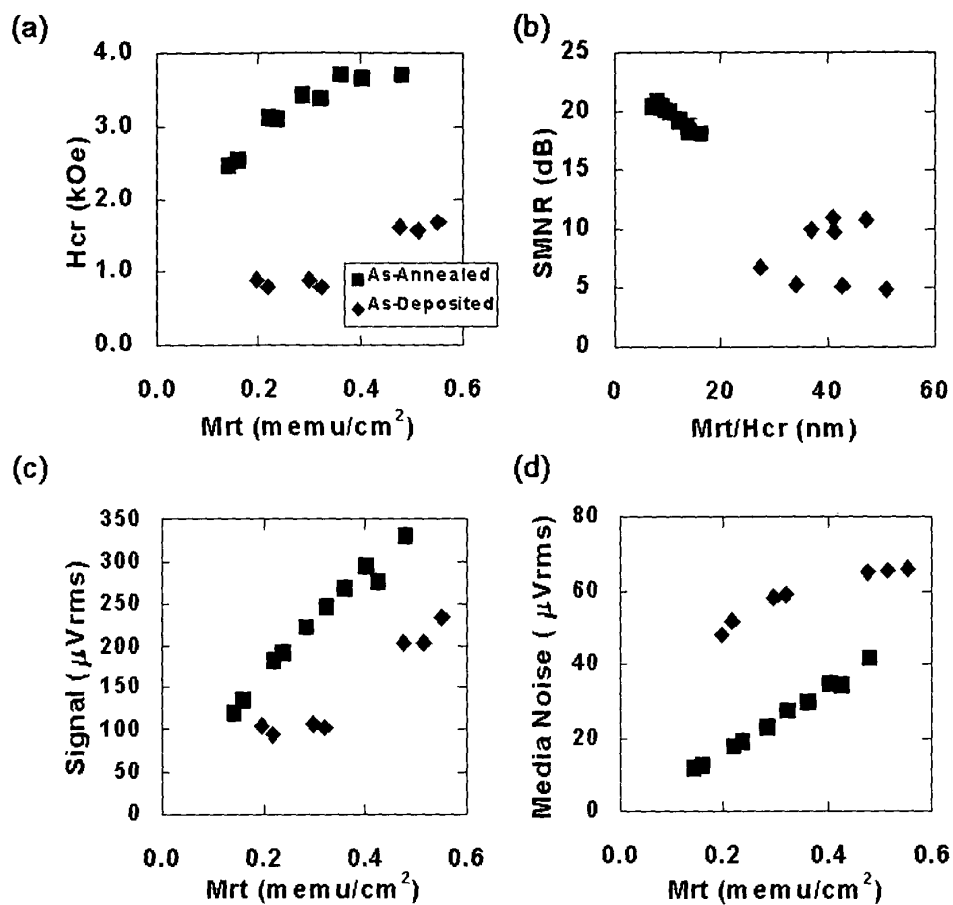 (a)
4.0
3.0
2.0
1.0
0.0
Hcr (kOe)
As-Annealed
As-Deposited
0.0 0.2 0.4 0.6
Mrt (memu/cm²)
(b)
25
20
15
10
5
0
SMNR (dB)
0 20 40 60
Mrt/Hcr (nm)
(c)
350
300
250
200
150
100
50
0
Signal (μVrms)
0.0 0.2 0.4 0.6
Mrt (memu/cm²)
(d)
80
60
40
20
0
Media Noise (μVrms)
0.0 0.2 0.4 0.6
Mrt (memu/cm²)